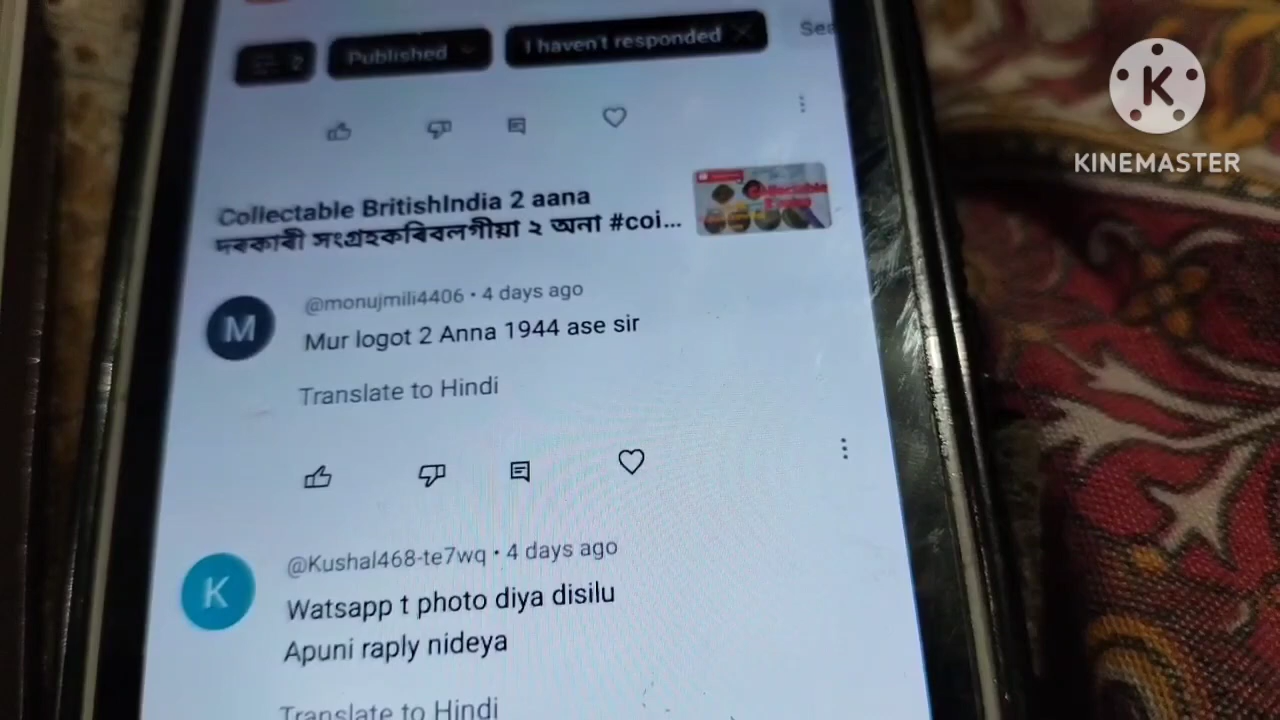 2
Published
I haven't responded
Collectable BritishIndia 2 aana
দৰকাৰী সংগ্ৰহকৰিবলগীয়া ২ অনা #coi...
M
@monujmili4406 • 4 days ago
Mur logot 2 Anna 1944 ase sir
Translate to Hindi
K
@Kushal468-te7wq • 4 days ago
Watsapp t photo diya disilu
Apuni raply nideya
Translate to Hindi
K
KINEMASTER